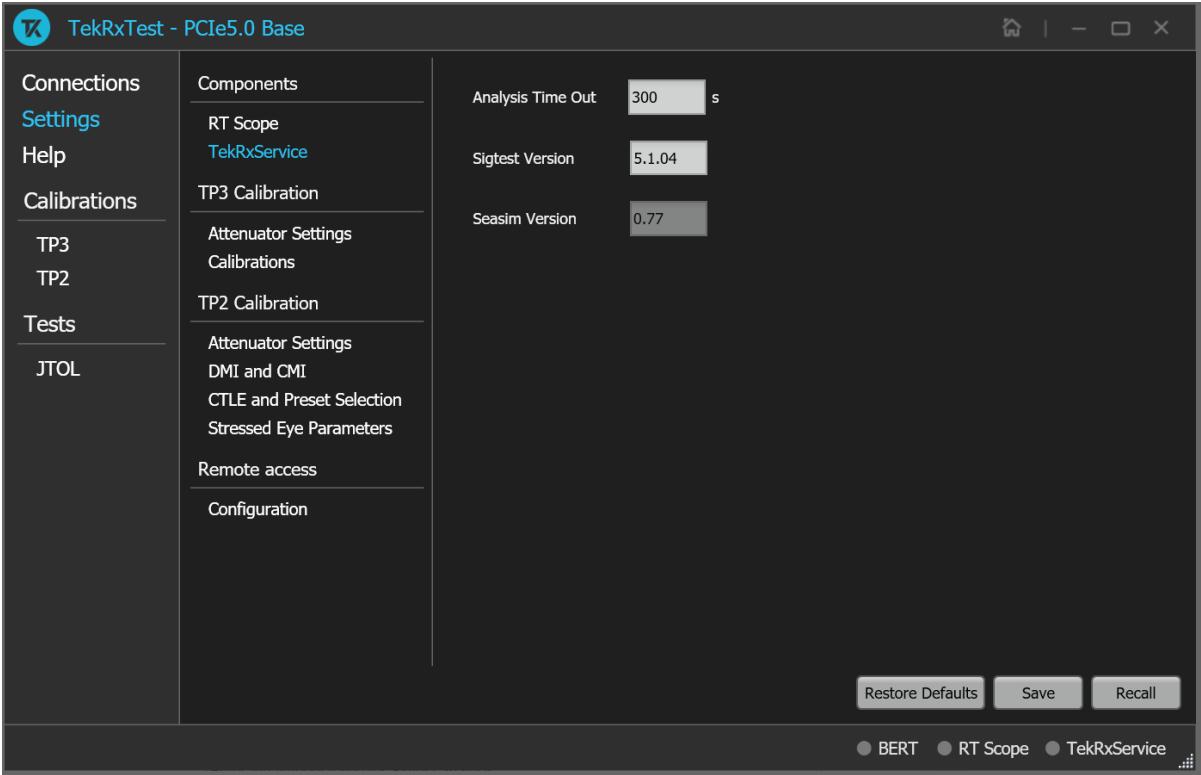 TekRxTest - PCIe5.0 Base
Connections
Settings
Help
Calibrations
TP3
TP2
Tests
JTOL
Components
RT Scope
TekRxService
TP3 Calibration
Attenuator Settings
Calibrations
TP2 Calibration
Attenuator Settings
DMI and CMI
CTLE and Preset Selection
Stressed Eye Parameters
Remote access
Configuration
Analysis Time Out 300 s
Sigtest Version 5.1.04
Seasim Version 0.77
Restore Defaults Save Recall
BERT RT Scope TekRxService